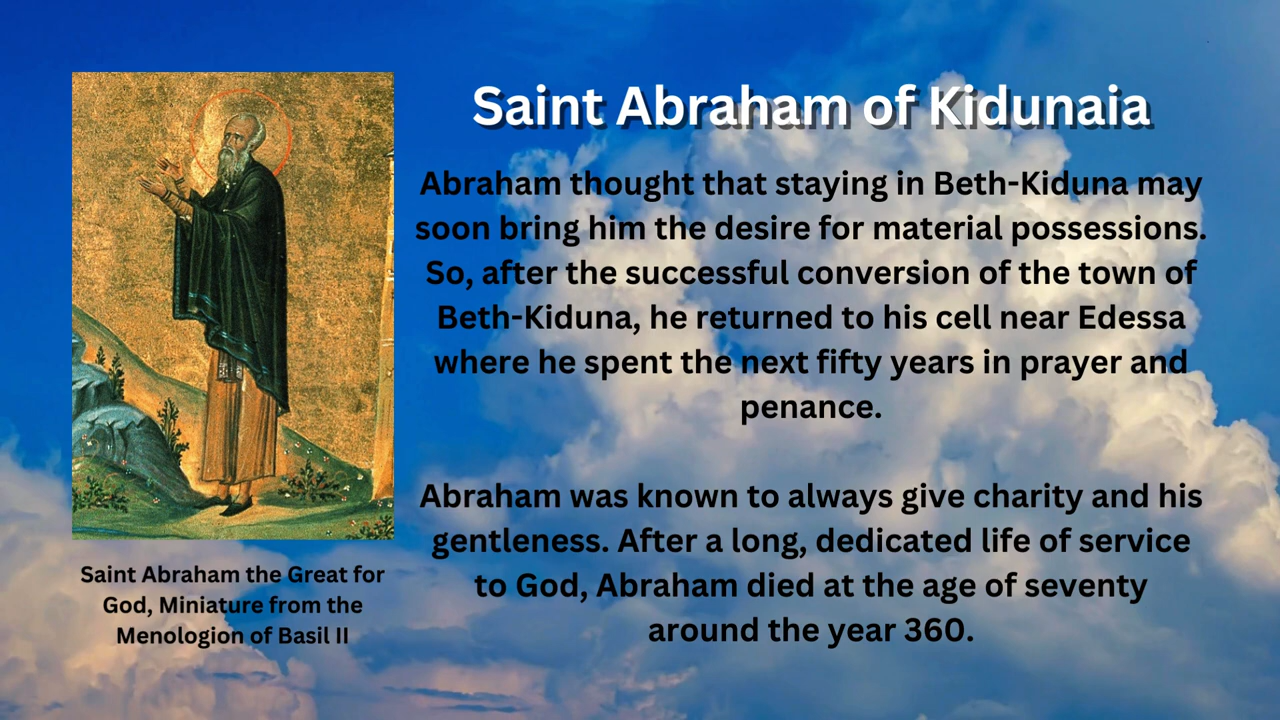 Saint Abraham of Kidunaia
Abraham thought that staying in Beth-Kiduna may
soon bring him the desire for material possessions.
So, after the successful conversion of the town of
Beth-Kiduna, he returned to his cell near Edessa
where he spent the next fifty years in prayer and
penance.
Abraham was known to always give charity and his
gentleness. After a long, dedicated life of service
to God, Abraham died at the age of seventy
around the year 360.
Saint Abraham the Great for
God, Miniature from the
Menologion of Basil II